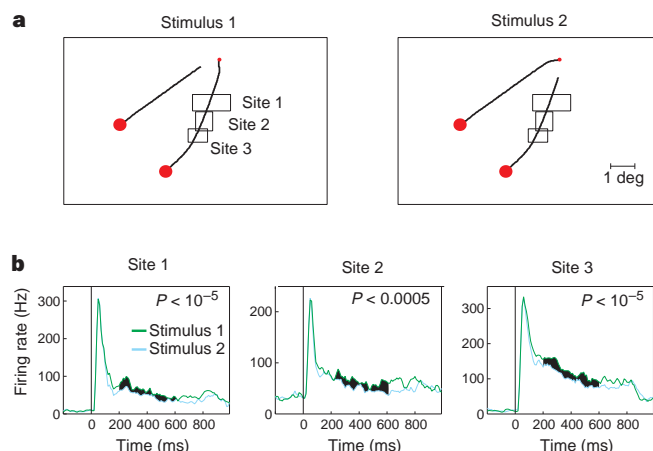 a
Stimulus 1
Stimulus 2
Site 1
Site 2
Site 3
1 deg
b
Site 1
Site 2
Site 3
Firing rate (Hz)
300
200
100
0
P < 10⁻⁵
Stimulus 1
Stimulus 2
0 200 400 600 800
Time (ms)
200
100
0
P < 0.0005
0 200 400 600 800
Time (ms)
300
200
100
0
P < 10⁻⁵
0 200 400 600 800
Time (ms)